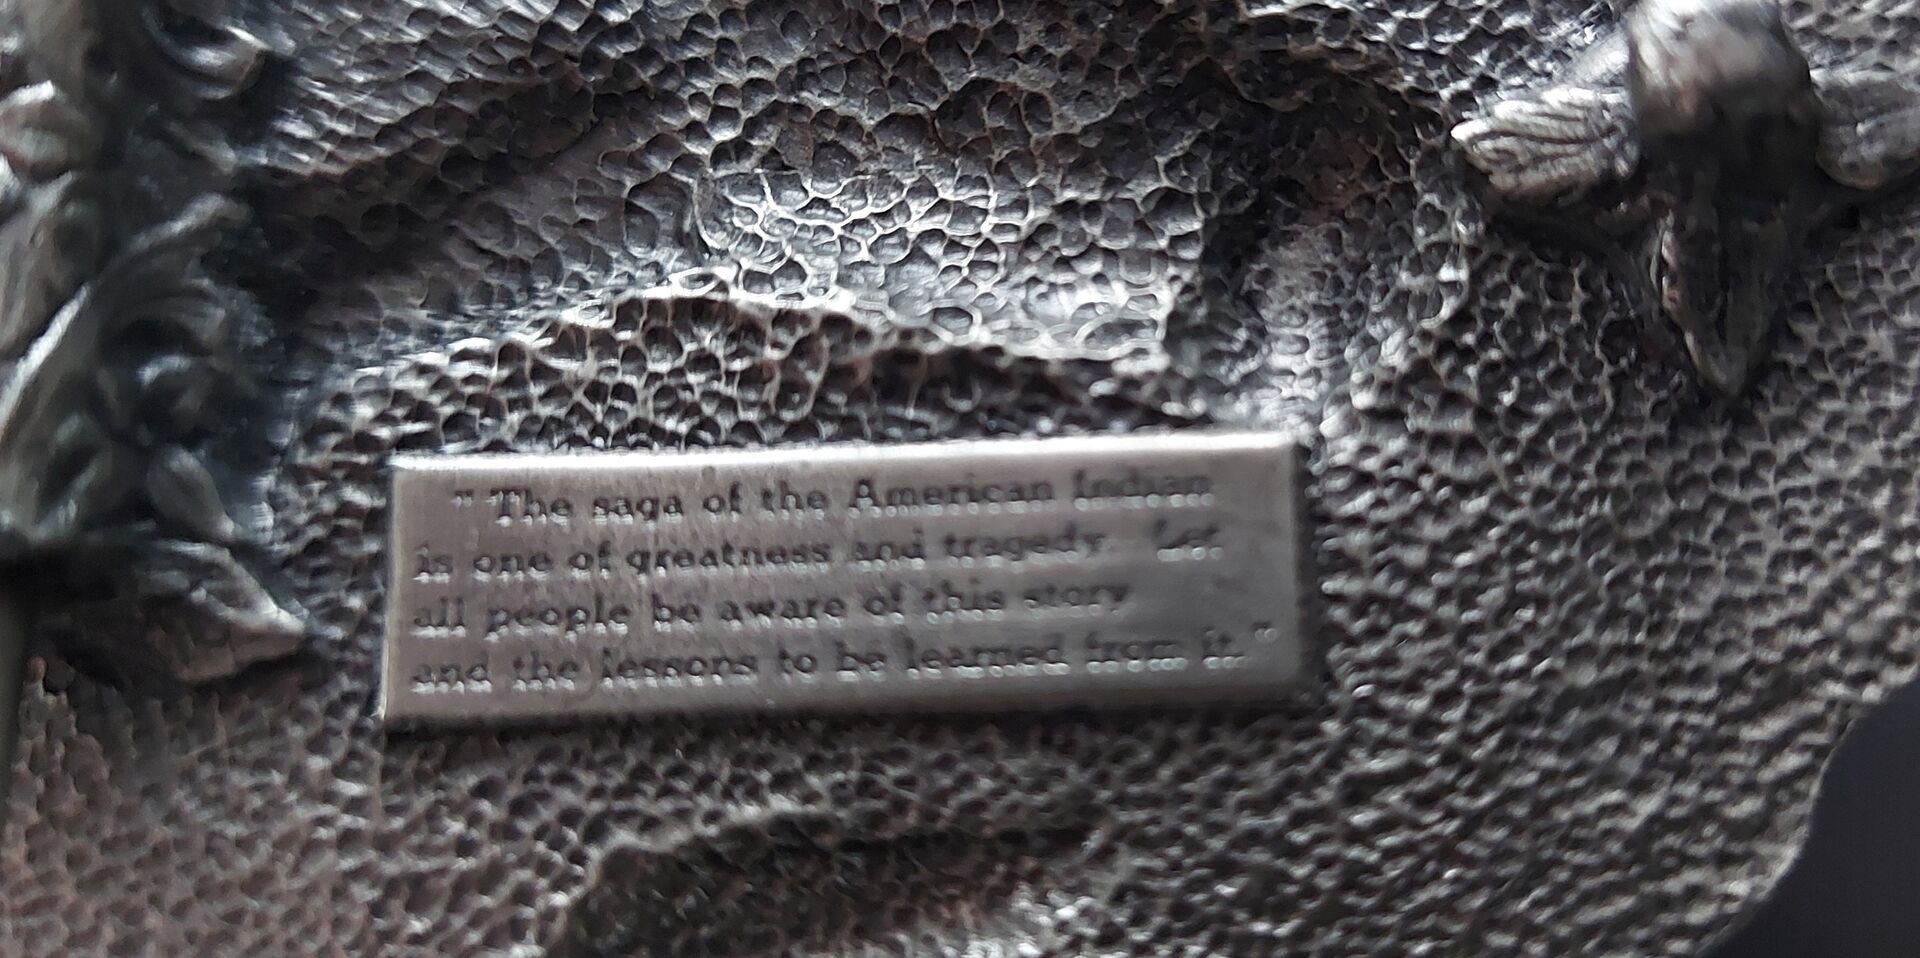 " The saga of the American Indian
is one of greatness and tragedy. Let
all people be aware of this story
and the lessons to be learned from it."